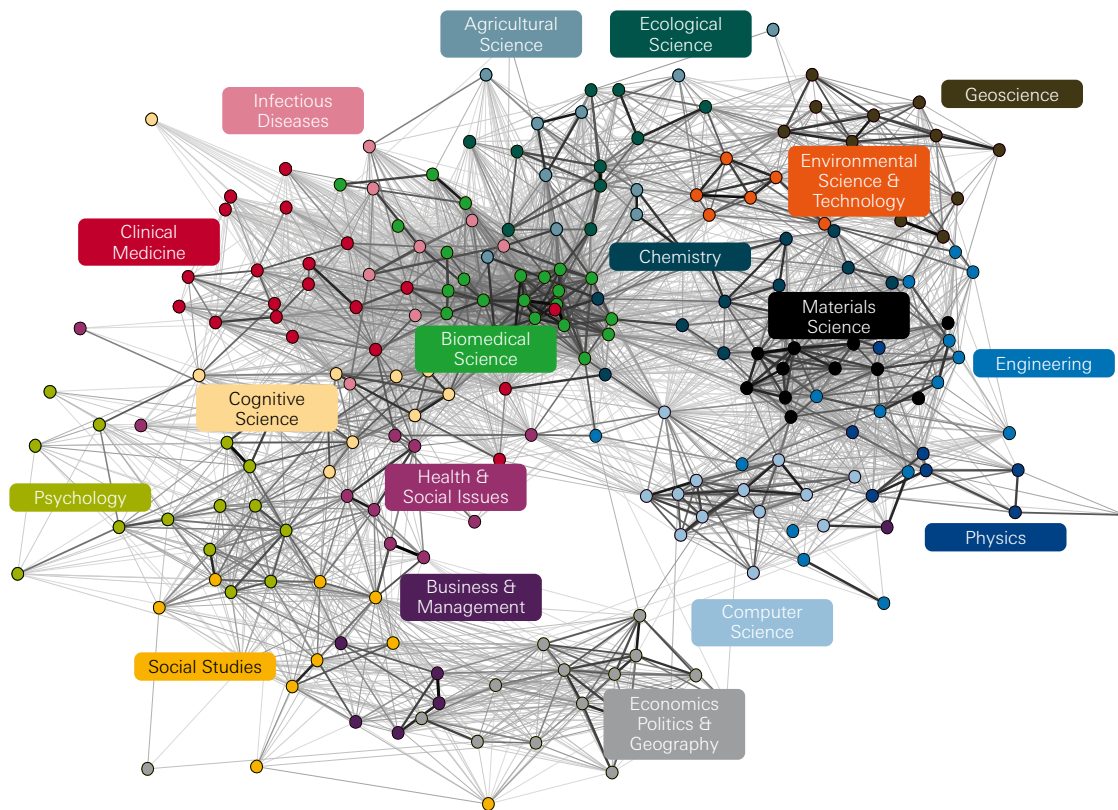 Agricultural
Science
Ecological
Science
Geoscience
Infectious
Diseases
Environmental
Science &
Technology
Clinical
Medicine
Chemistry
Materials
Science
Biomedical
Science
Engineering
Cognitive
Science
Health &
Social Issues
Psychology
Physics
Business &
Management
Computer
Science
Social Studies
Economics
Politics &
Geography